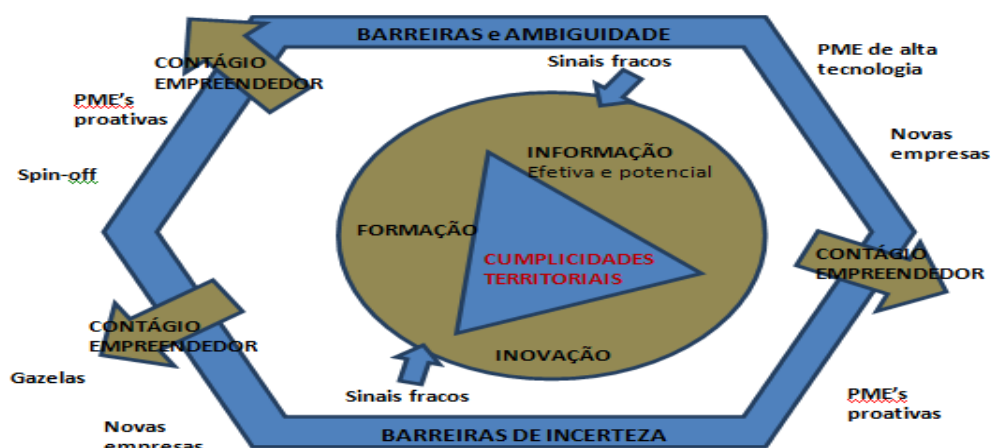 BARREIRAS e AMBIGUIDADE
Sinais fracos
PME de alta
tecnologia
CONTÁGIO
EMPREENDEDOR
PME's
proativas
Novas
empresas
INFORMAÇÃO
Efetiva e potencial
Spin-off
FORMAÇÃO
CUMPLICIDADES
TERRITORIAIS
CONTÁGIO
EMPREENDEDOR
CONTÁGIO
EMPREENDEDOR
INOVAÇÃO
Gazelas
Sinais fracos
PME's
proativas
Novas
empresas
BARREIRAS DE INCERTEZA